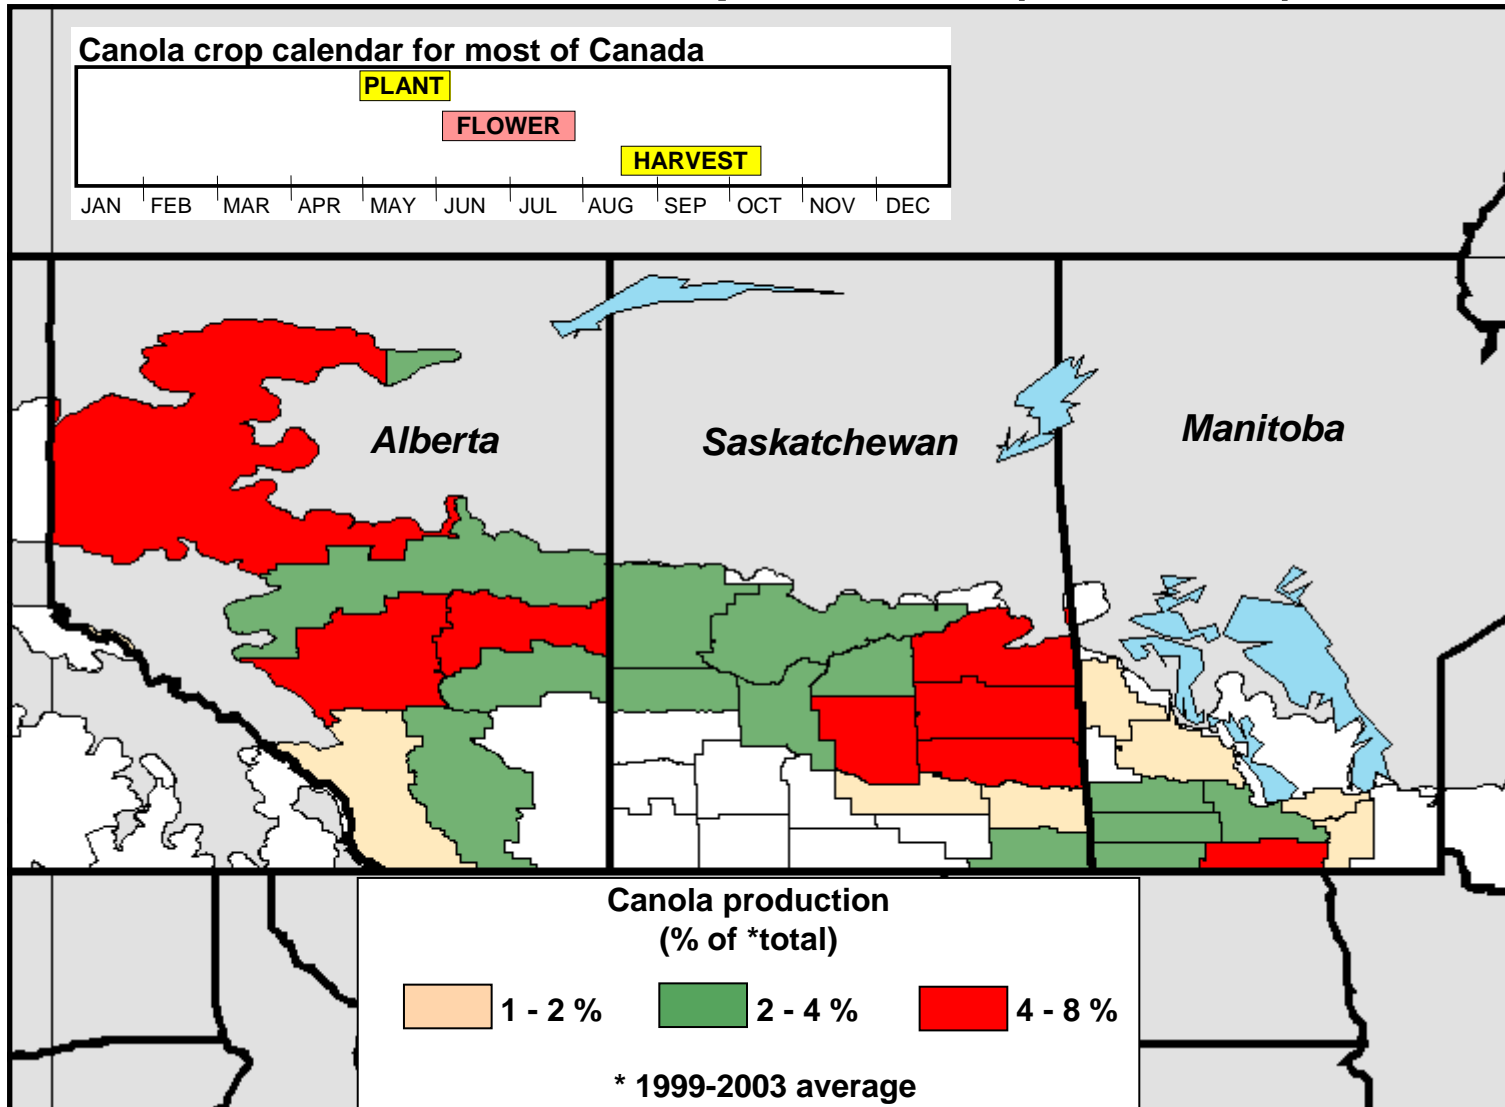 Canola crop calendar for most of Canada
PLANT
FLOWER
HARVEST
JAN FEB MAR APR MAY JUN JUL AUG SEP OCT NOV DEC
Alberta
Saskatchewan
Manitoba
Canola production
(% of *total)
1 - 2 %
2 - 4 %
4 - 8 %
* 1999-2003 average